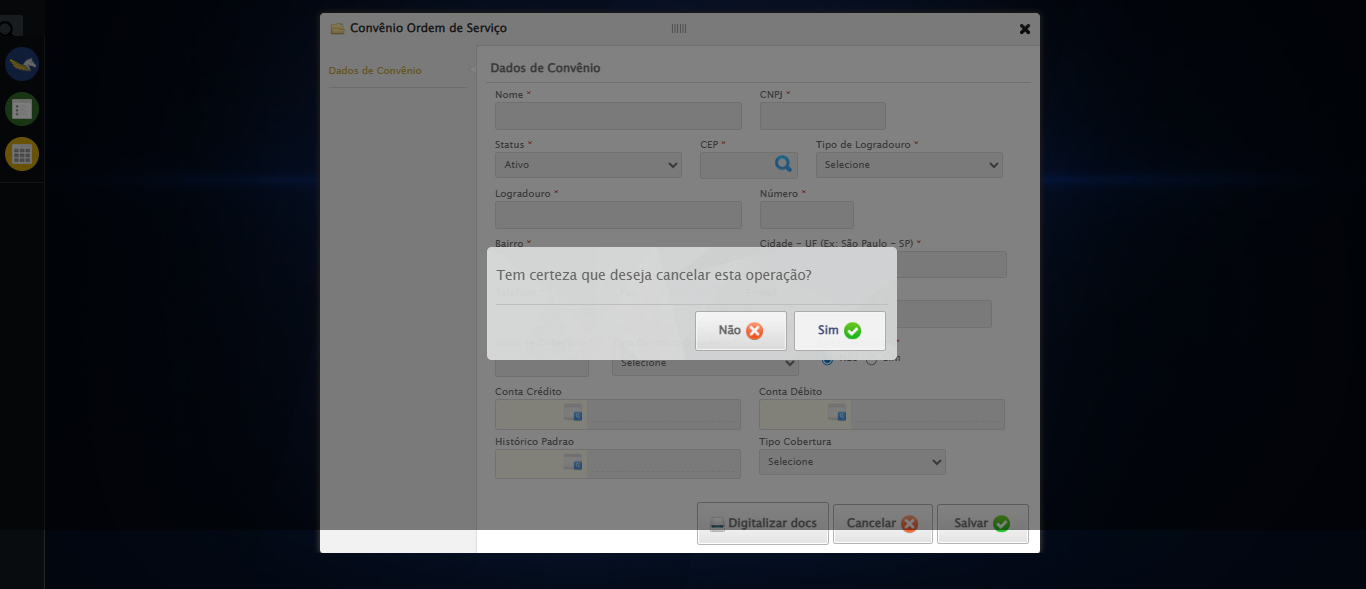 Convênio Ordem de Serviço
Dados de Convênio
Dados de Convênio
Nome *
CNPJ *
Status *
CEP *
Tipo de Logradouro *
Ativo
Selecione
Logradouro *
Número *
Bairro *
Cidade - UF (Ex: São Paulo - SP) *
Tem certeza que deseja cancelar esta operação?
Não
Sim
Selecione
Conta Crédito
Conta Débito
Histórico Padrao
Tipo Cobertura
Selecione
Digitalizar docs
Cancelar
Salvar